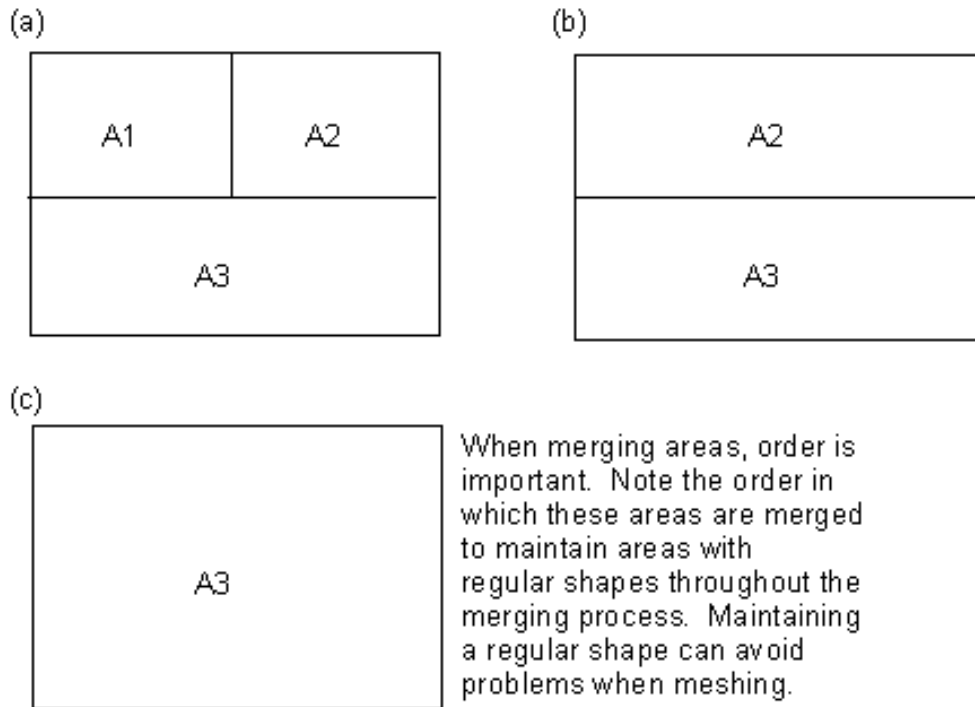 (a)
(b)
A1
A2
A2
A3
A3
(c)
When merging areas, order is
important. Note the order in
which these areas are merged
to maintain areas with
regular shapes throughout the
merging process. Maintaining
a regular shape can avoid
problems when meshing.
A3